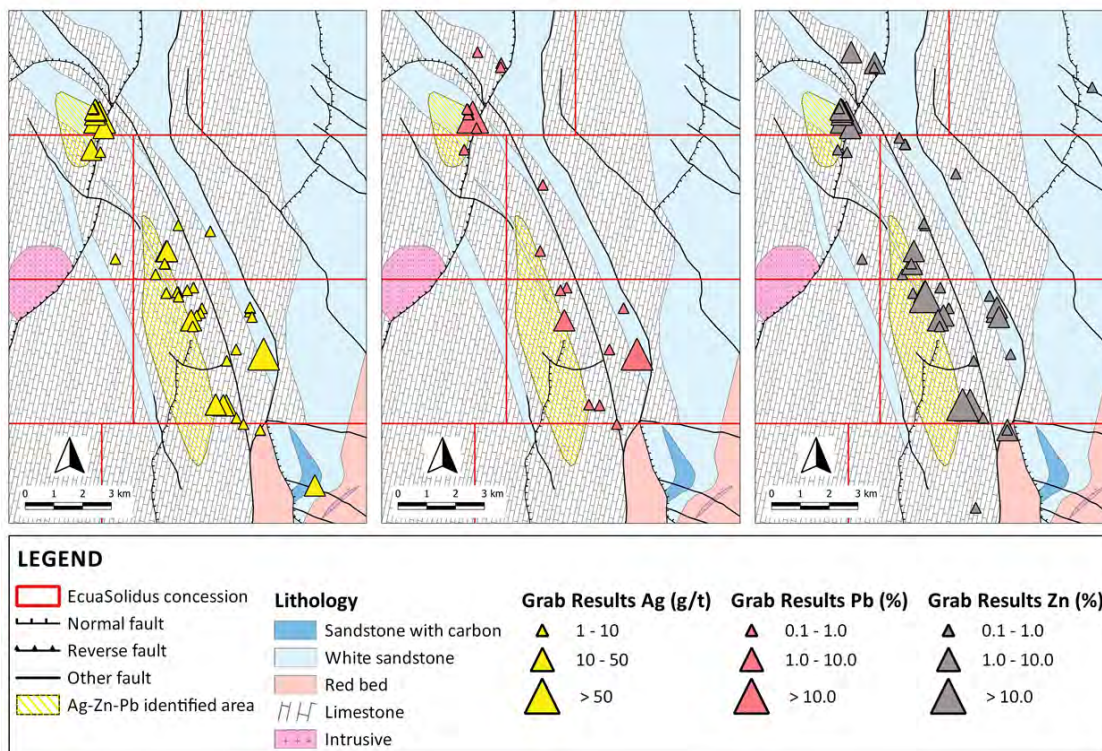 0 1 2 3 km
0 1 2 3 km
0 1 2 3 km
LEGEND
EcuaSolidus concession
Normal fault
Reverse fault
Other fault
Ag-Zn-Pb identified area
Lithology
Sandstone with carbon
White sandstone
Red bed
Limestone
Intrusive
Grab Results Ag (g/t)
1 - 10
10 - 50
> 50
Grab Results Pb (%)
0.1 - 1.0
1.0 - 10.0
> 10.0
Grab Results Zn (%)
0.1 - 1.0
1.0 - 10.0
> 10.0